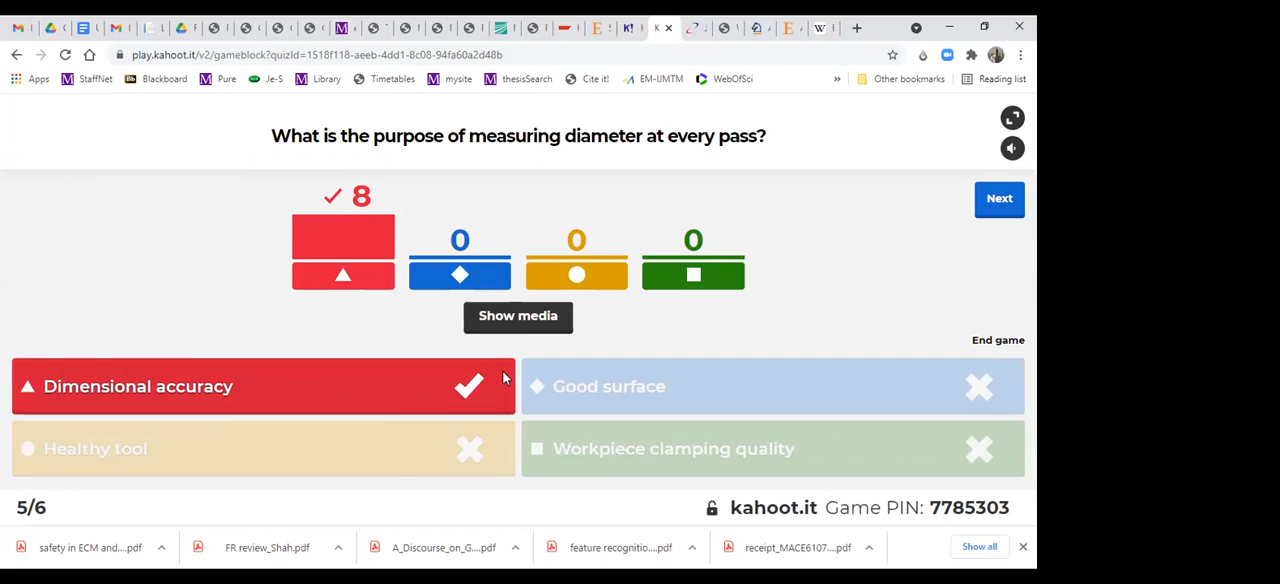 play.kahoot.it/v2/gameblock?quizId=1518f118-aeeb-4dd1-8c08-94fa60a2d48b
Apps StaffNet Blackboard Pure Je-S Library Timetables mysite thesisSearch Cite it! EM-IJMTM WebOfSci » Other bookmarks Reading list
What is the purpose of measuring diameter at every pass?
8 0 0 0
Next
Show media
End game
Dimensional accuracy
Good surface
Healthy tool
Workpiece clamping quality
5/6
kahoot.it Game PIN: 7785303
safety in ECM and....pdf FR review_Shah.pdf A_Discourse_on_G....pdf feature recognitio....pdf receipt_MACE6107....pdf Show all